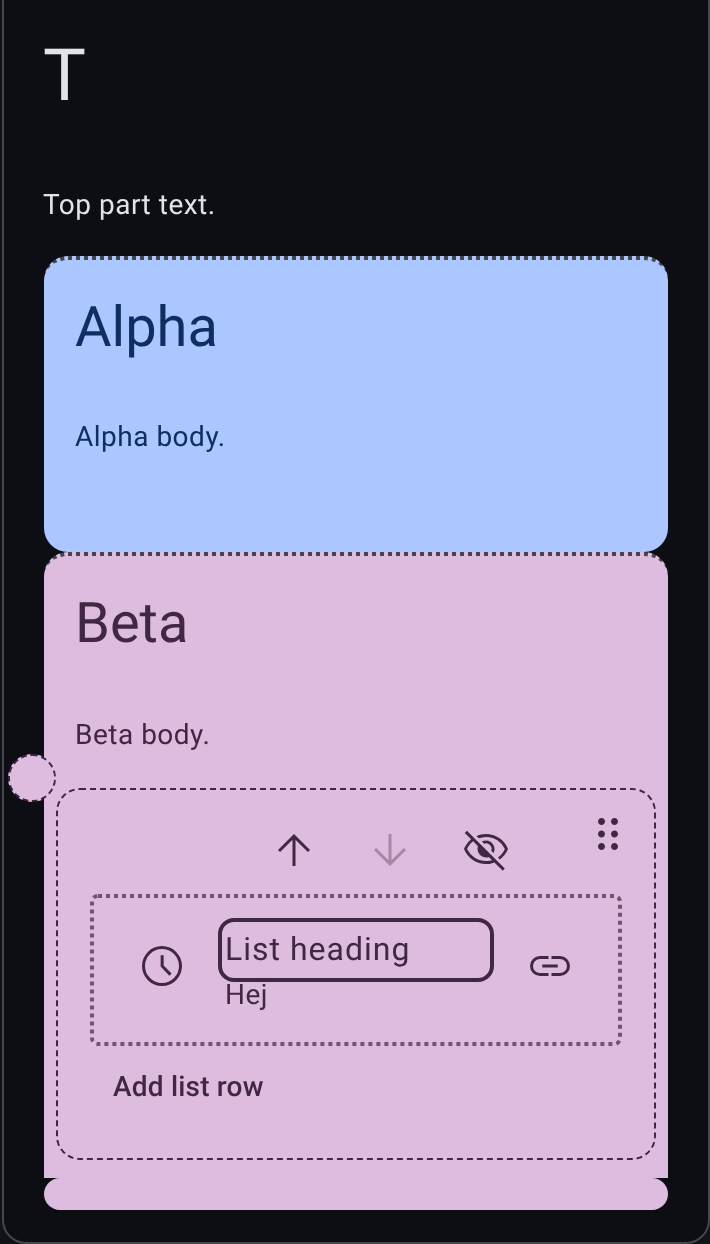 T
Top part text.
Alpha
Alpha body.
Beta
Beta body.
List heading
Hej
Add list row